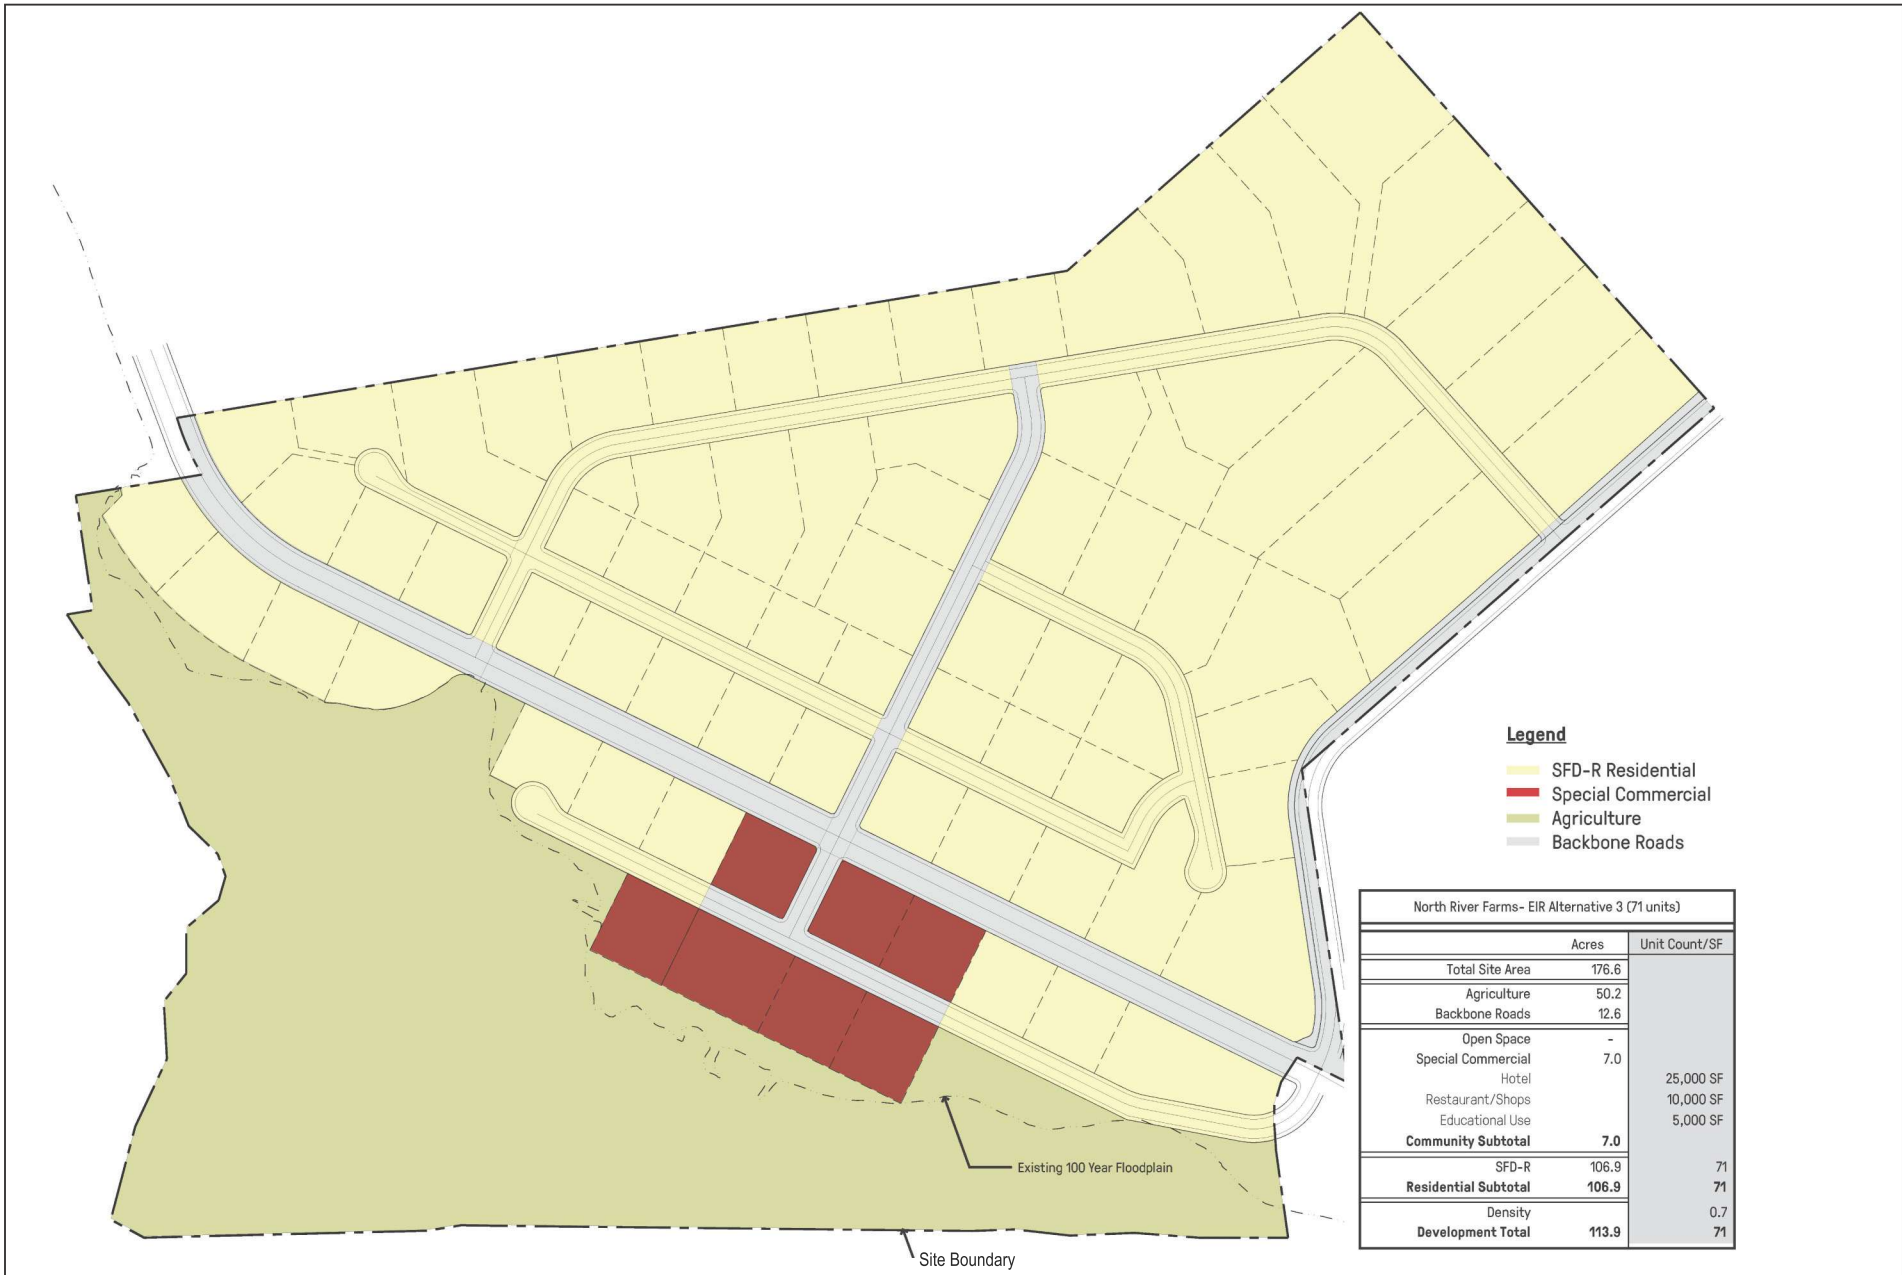 Legend
SFD-R Residential
Special Commercial
Agriculture
Backbone Roads
North River Farms- EIR Alternative 3 (71 units)
Acres Unit Count/SF
Total Site Area 176.6
Agriculture 50.2
Backbone Roads 12.6
Open Space -
Special Commercial 7.0
Hotel 25,000 SF
Restaurant/Shops 10,000 SF
Educational Use 5,000 SF
Community Subtotal 7.0
SFD-R 106.9 71
Residential Subtotal 106.9 71
Density 0.7
Development Total 113.9 71
Existing 100 Year Floodplain
Site Boundary